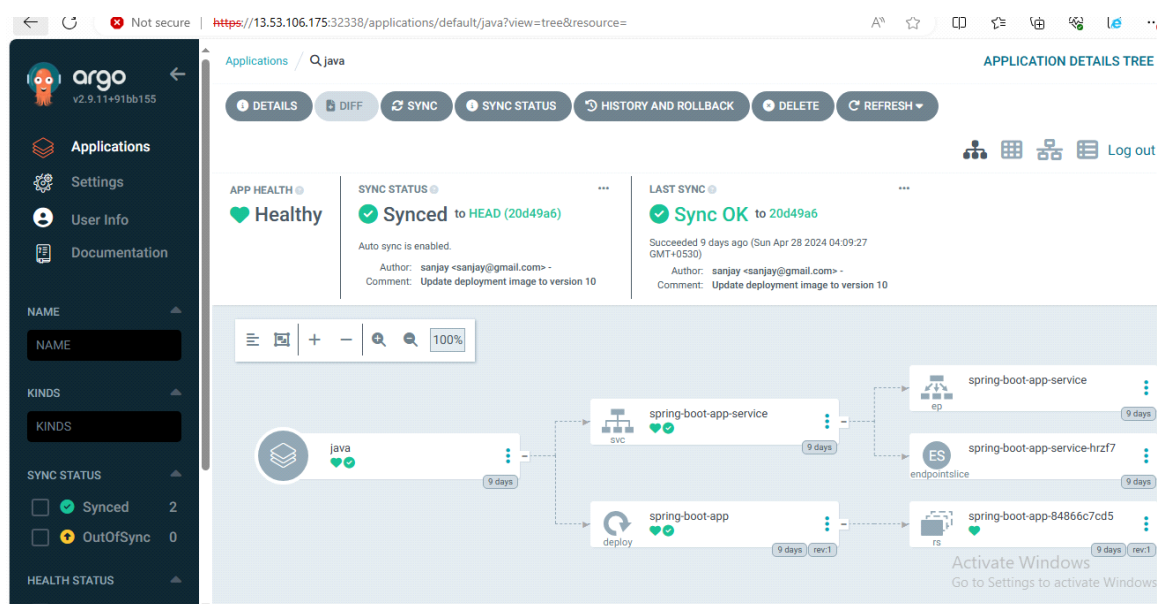 Not secure | https://13.53.106.175:32338/applications/default/java?view=tree&resource=
argo
v2.9.11+91bb155
Applications
Settings
User Info
Documentation
NAME
NAME
KINDS
KINDS
SYNC STATUS
Synced 2
OutOfSync 0
HEALTH STATUS
Applications / java
APPLICATION DETAILS TREE
DETAILS DIFF SYNC SYNC STATUS HISTORY AND ROLLBACK DELETE REFRESH
Log out
APP HEALTH
Healthy
SYNC STATUS
Synced to HEAD (20d49a6)
Auto sync is enabled.
Author: sanjay <sanjay@gmail.com> -
Comment: Update deployment image to version 10
LAST SYNC
Sync OK to 20d49a6
Succeeded 9 days ago (Sun Apr 28 2024 04:09:27
GMT+0530)
Author: sanjay <sanjay@gmail.com> -
Comment: Update deployment image to version 10
100%
java
9 days
spring-boot-app-service
svc
9 days
spring-boot-app
deploy
9 days rev:1
spring-boot-app-service
ep
9 days
ES
spring-boot-app-service-hrzf7
endpointslice
9 days
spring-boot-app-84866c7cd5
rs
9 days rev:1
Activate Windows
Go to Settings to activate Windows